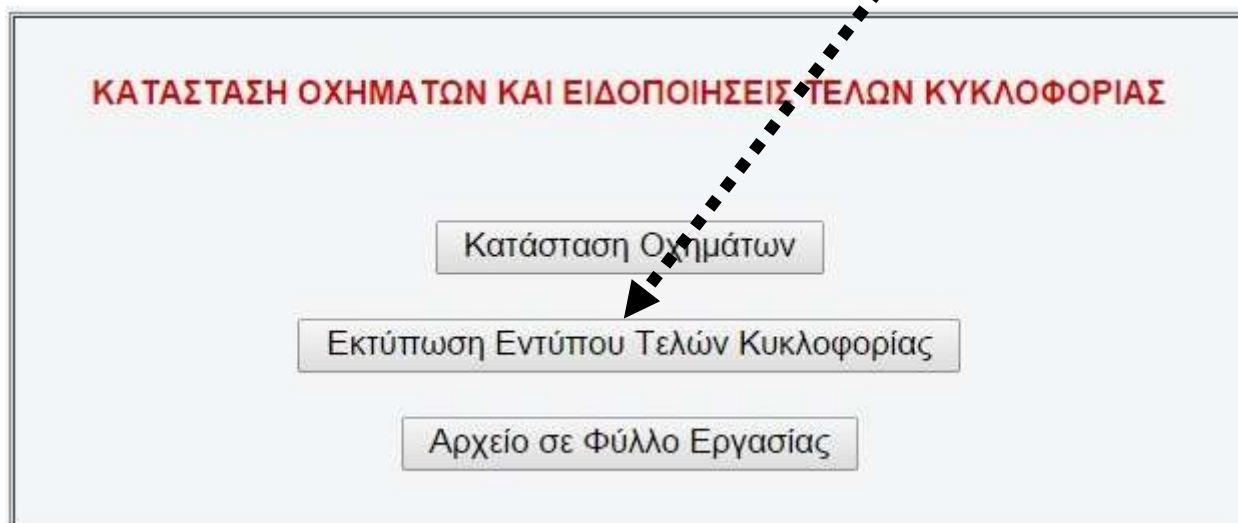 ΚΑΤΑΣΤΑΣΗ ΟΧΗΜΑΤΩΝ ΚΑΙ ΕΙΔΟΠΟΙΗΣΕΙΣ ΤΕΛΩΝ ΚΥΚΛΟΦΟΡΙΑΣ
Κατάσταση Οχημάτων
Εκτύπωση Εντύπου Τελών Κυκλοφορίας
Αρχείο σε Φύλλο Εργασίας